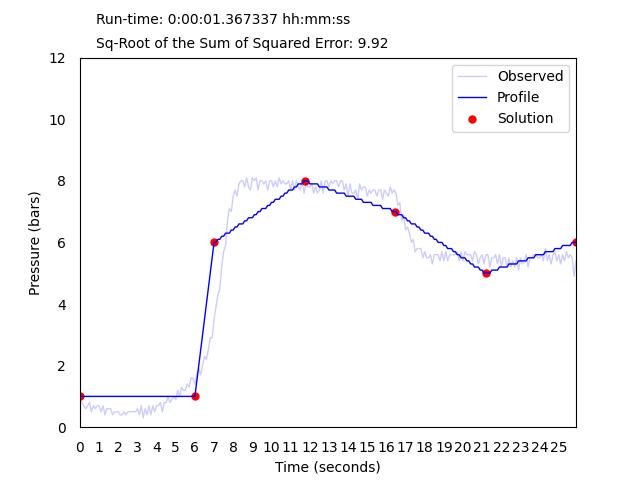 Run-time: 0:00:01.367337 hh:mm:ss
Sq-Root of the Sum of Squared Error: 9.92
12
10
8
6
4
2
0
Pressure (bars)
Observed
Profile
Solution
0 1 2 3 4 5 6 7 8 9 10 11 12 13 14 15 16 17 18 19 20 21 22 23 24 25
Time (seconds)